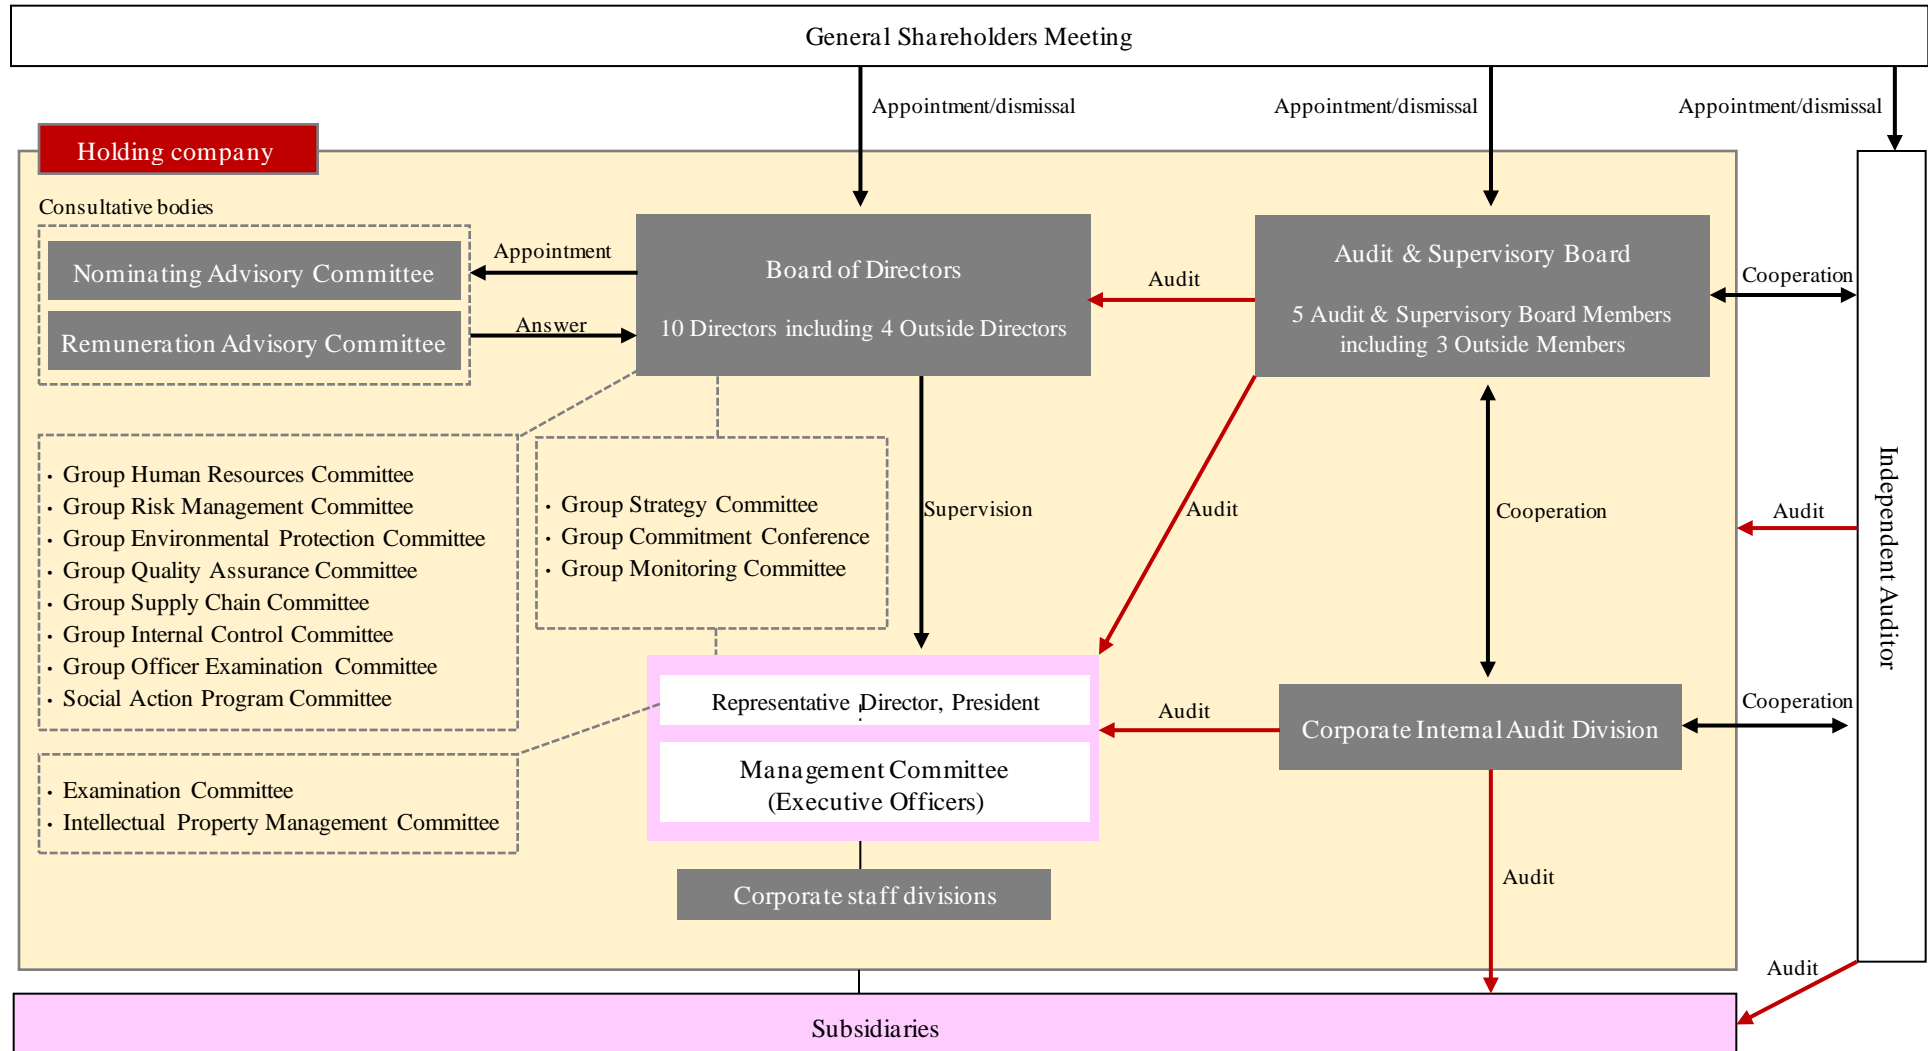 General Shareholders Meeting
Appointment/dismissal
Appointment/dismissal
Appointment/dismissal
Holding company
Consultative bodies
Nominating Advisory Committee
Remuneration Advisory Committee
Appointment
Answer
Board of Directors
10 Directors including 4 Outside Directors
Audit
Audit & Supervisory Board
5 Audit & Supervisory Board Members
including 3 Outside Members
Cooperation
・ Group Human Resources Committee
・ Group Risk Management Committee
・ Group Environmental Protection Committee
・ Group Quality Assurance Committee
・ Group Supply Chain Committee
・ Group Internal Control Committee
・ Group Officer Examination Committee
・ Social Action Program Committee
・ Group Strategy Committee
・ Group Commitment Conference
・ Group Monitoring Committee
Supervision
Audit
Cooperation
Audit
Independent Auditor
Representative Director, President
Management Committee
(Executive Officers)
Audit
Corporate Internal Audit Division
Cooperation
・ Examination Committee
・ Intellectual Property Management Committee
Corporate staff divisions
Audit
Audit
Subsidiaries